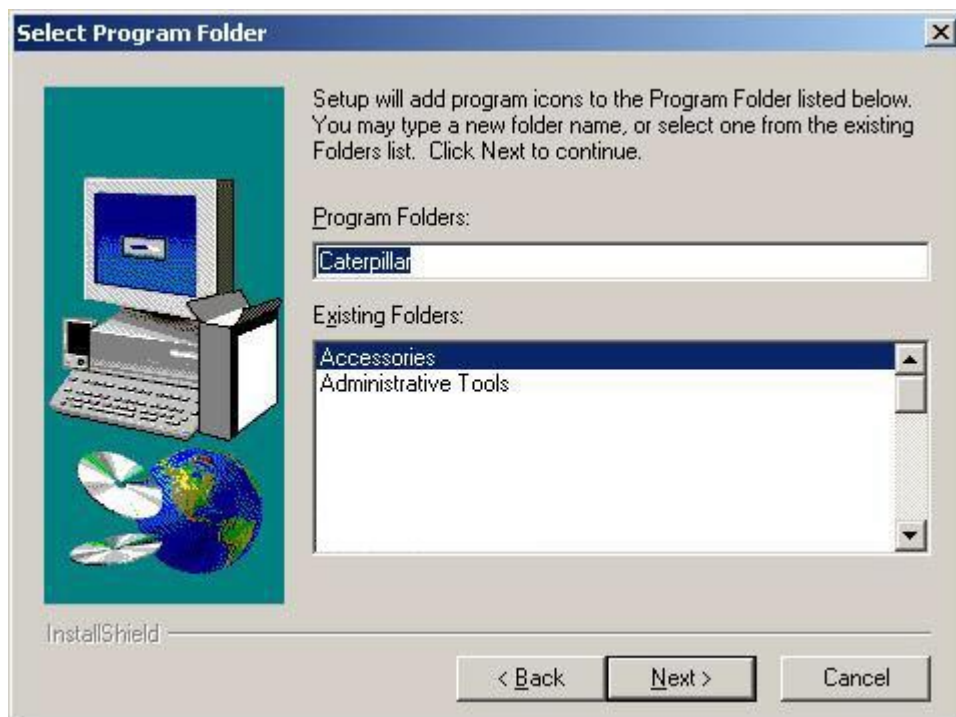 Select Program Folder
Setup will add program icons to the Program Folder listed below.
You may type a new folder name, or select one from the existing
Folders list. Click Next to continue.
Program Folders:
Caterpillar
Existing Folders:
Accessories
Administrative Tools
InstallShield
< Back
Next >
Cancel